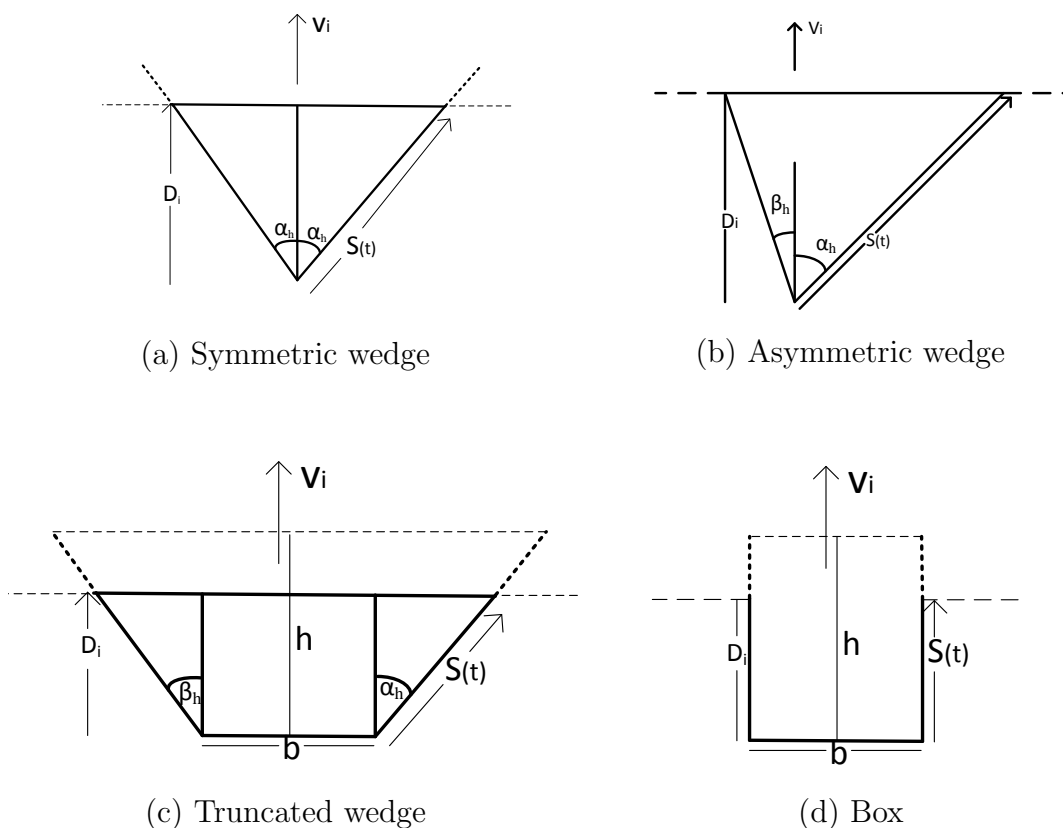 Vi
Di
αh αh
S(t)
(a) Symmetric wedge
Vi
Di
βh
αh
S(t)
(b) Asymmetric wedge
Vi
Di
h
βh
αh
S(t)
b
(c) Truncated wedge
Vi
Di
h
S(t)
b
(d) Box